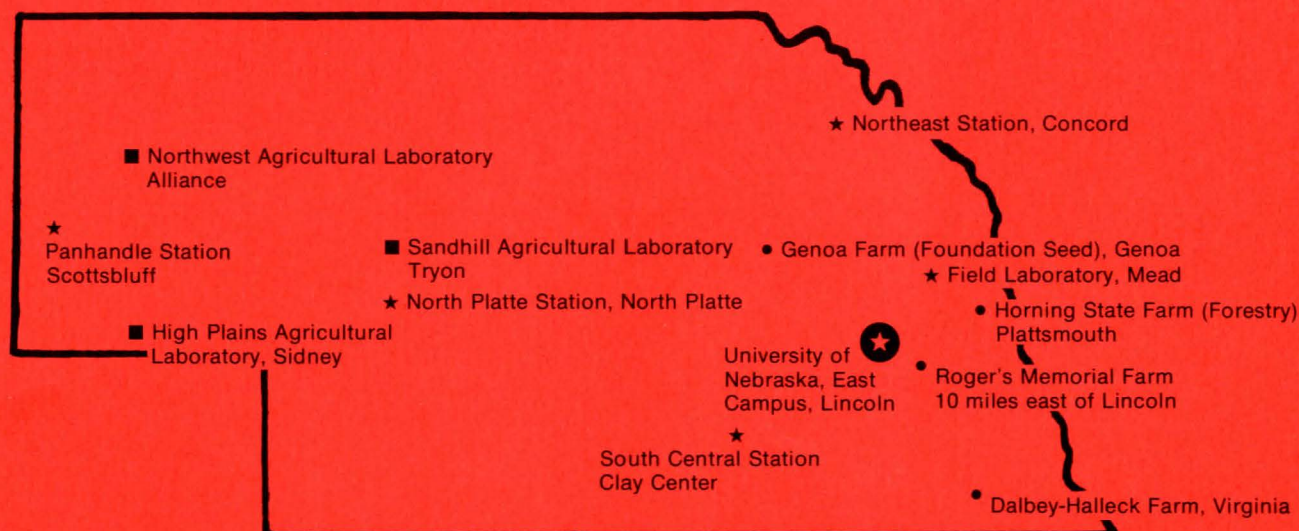 ★ Northeast Station, Concord
■ Northwest Agricultural Laboratory
Alliance
★
Panhandle Station
Scottsbluff
■ Sandhill Agricultural Laboratory
Tryon
● Genoa Farm (Foundation Seed), Genoa
★ Field Laboratory, Mead
★ North Platte Station, North Platte
● Horning State Farm (Forestry)
Plattsmouth
■ High Plains Agricultural
Laboratory, Sidney
University of
Nebraska, East
Campus, Lincoln
● Roger's Memorial Farm
10 miles east of Lincoln
★
South Central Station
Clay Center
● Dalbey-Halleck Farm, Virginia